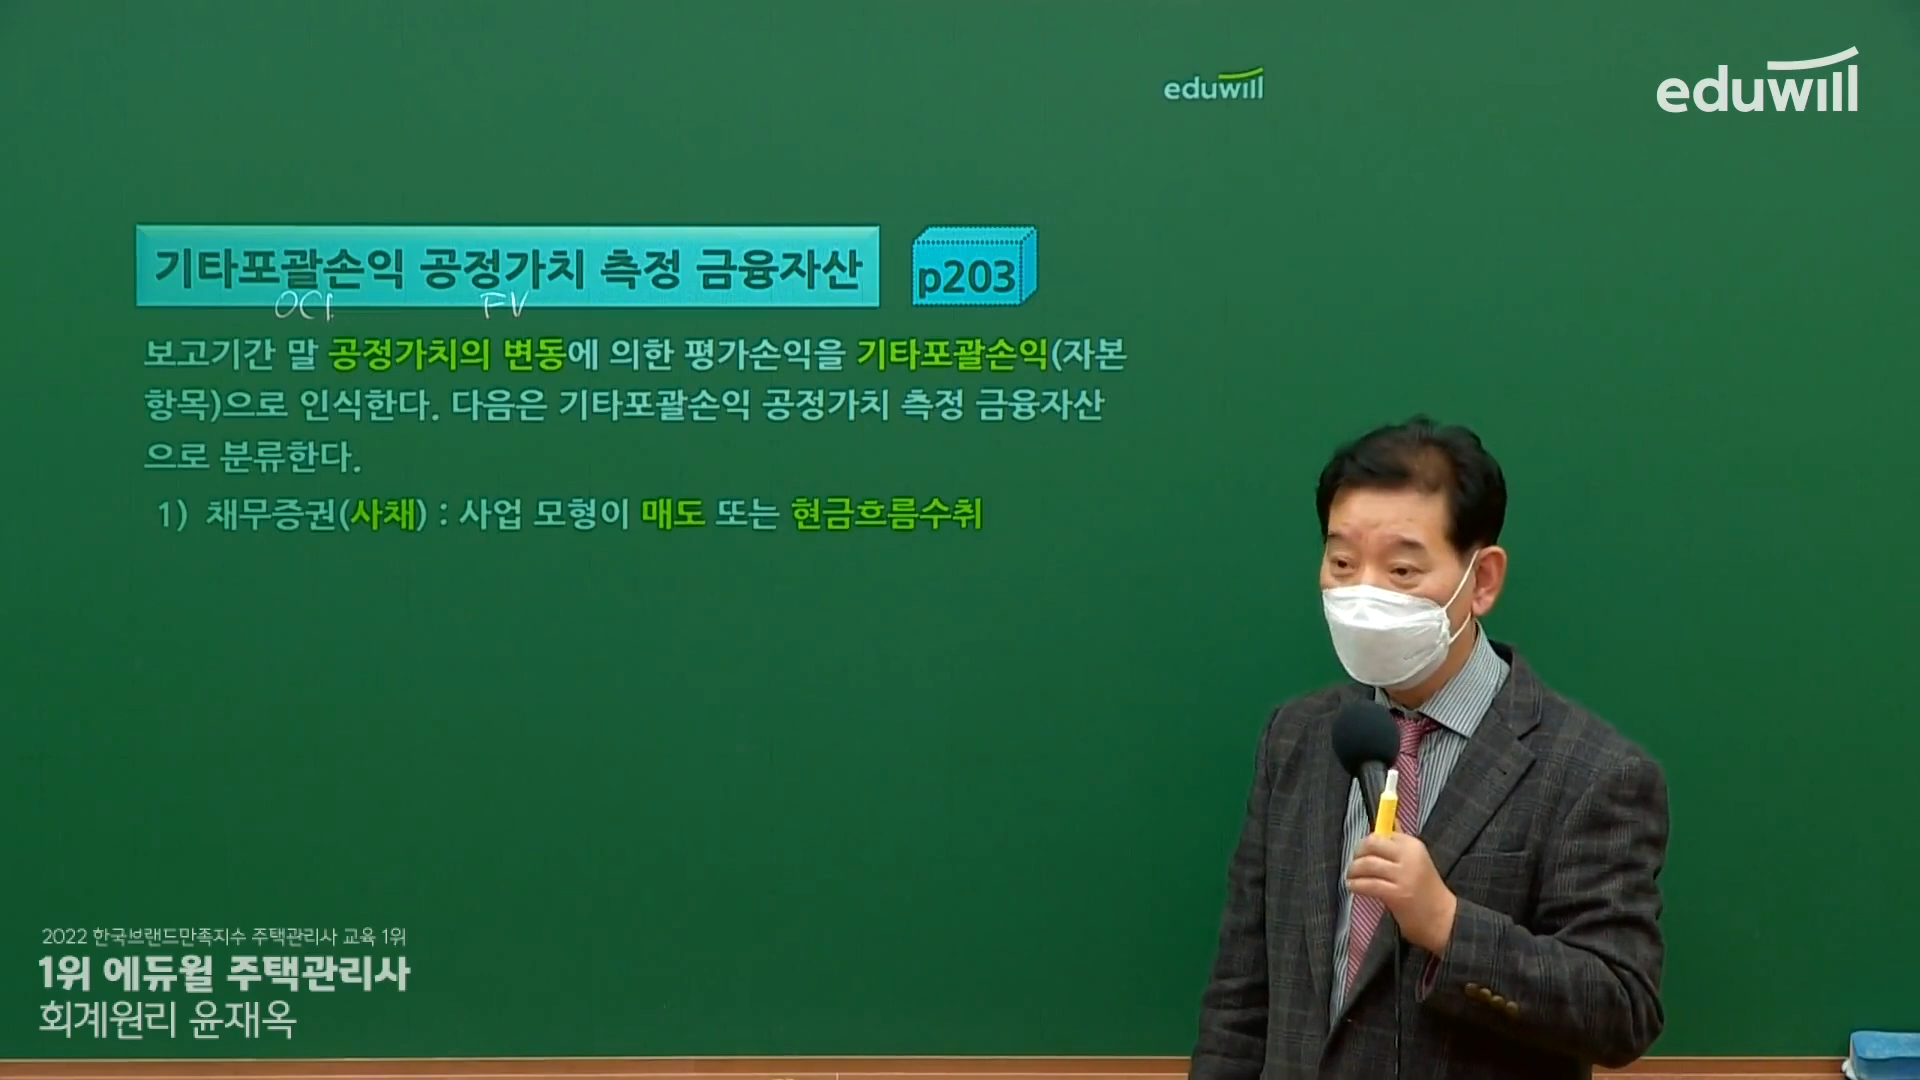 eduwill
eduwill
기타포괄손익 공정가치 측정 금융자산
p203
OCI
FV
보고기간 말 공정가치의 변동에 의한 평가손익을 기타포괄손익(자본
항목)으로 인식한다. 다음은 기타포괄손익 공정가치 측정 금융자산
으로 분류한다.
1) 채무증권(사채) : 사업 모형이 매도 또는 현금흐름수취
2022 한국브랜드만족지수 주택관리사 교육 1위
1위 에듀윌 주택관리사
회계원리 윤재옥